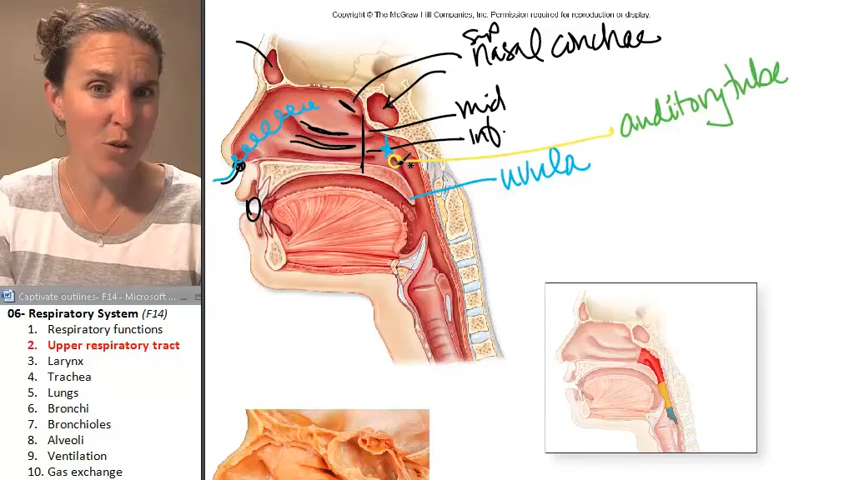 Copyright © The McGraw Hill Companies, Inc. Permission required for reproduction or display.
sup
nasal conchae
mid
inf.
auditory tube
uvula
*
Captivate outlines- F14 - Microsoft ...
06- Respiratory System (F14)
1. Respiratory functions
2. Upper respiratory tract
3. Larynx
4. Trachea
5. Lungs
6. Bronchi
7. Bronchioles
8. Alveoli
9. Ventilation
10. Gas exchange